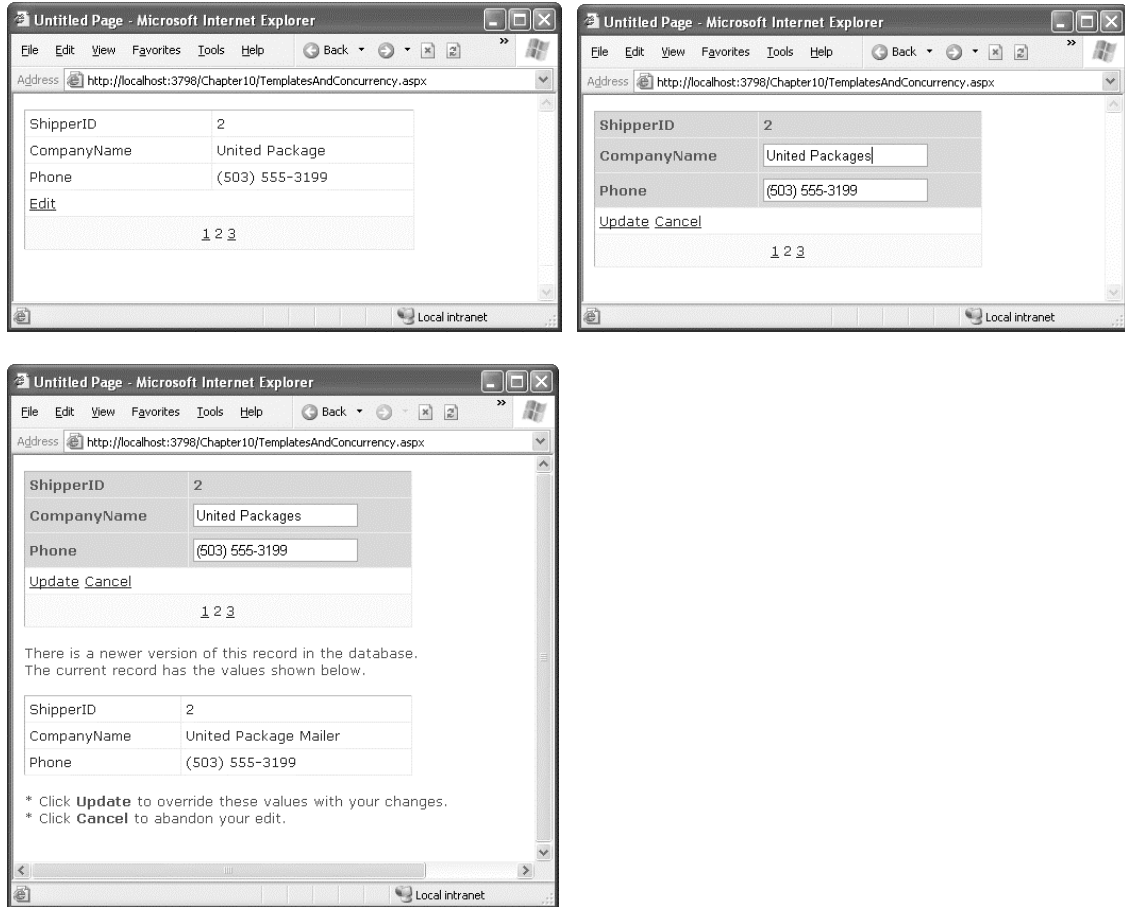 Untitled Page - Microsoft Internet Explorer
File Edit View Favorites Tools Help Back »
Address http://localhost:3798/Chapter10/TemplatesAndConcurrency.aspx
ShipperID 2
CompanyName United Package
Phone (503) 555-3199
Edit
1 2 3
Local intranet
Untitled Page - Microsoft Internet Explorer
File Edit View Favorites Tools Help Back »
Address http://localhost:3798/Chapter10/TemplatesAndConcurrency.aspx
ShipperID 2
CompanyName United Packages
Phone (503) 555-3199
Update Cancel
1 2 3
Local intranet
Untitled Page - Microsoft Internet Explorer
File Edit View Favorites Tools Help Back »
Address http://localhost:3798/Chapter10/TemplatesAndConcurrency.aspx
ShipperID 2
CompanyName United Packages
Phone (503) 555-3199
Update Cancel
1 2 3
There is a newer version of this record in the database.
The current record has the values shown below.
ShipperID 2
CompanyName United Package Mailer
Phone (503) 555-3199
* Click Update to override these values with your changes.
* Click Cancel to abandon your edit.
Local intranet